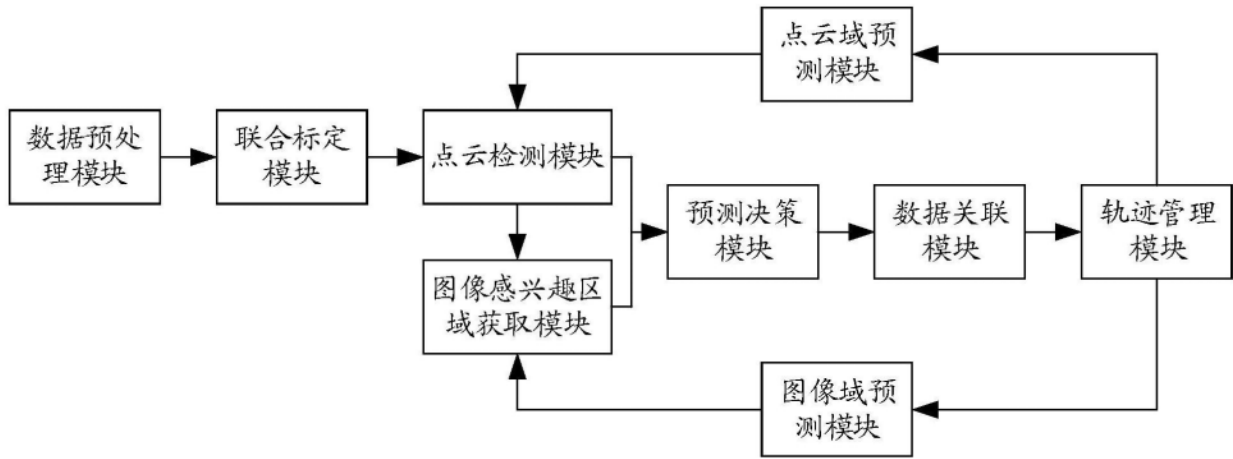 点云域预
测模块
数据预处
理模块
联合标定
模块
点云检测模块
预测决策
模块
数据关联
模块
轨迹管理
模块
图像感兴趣区
域获取模块
图像域预
测模块